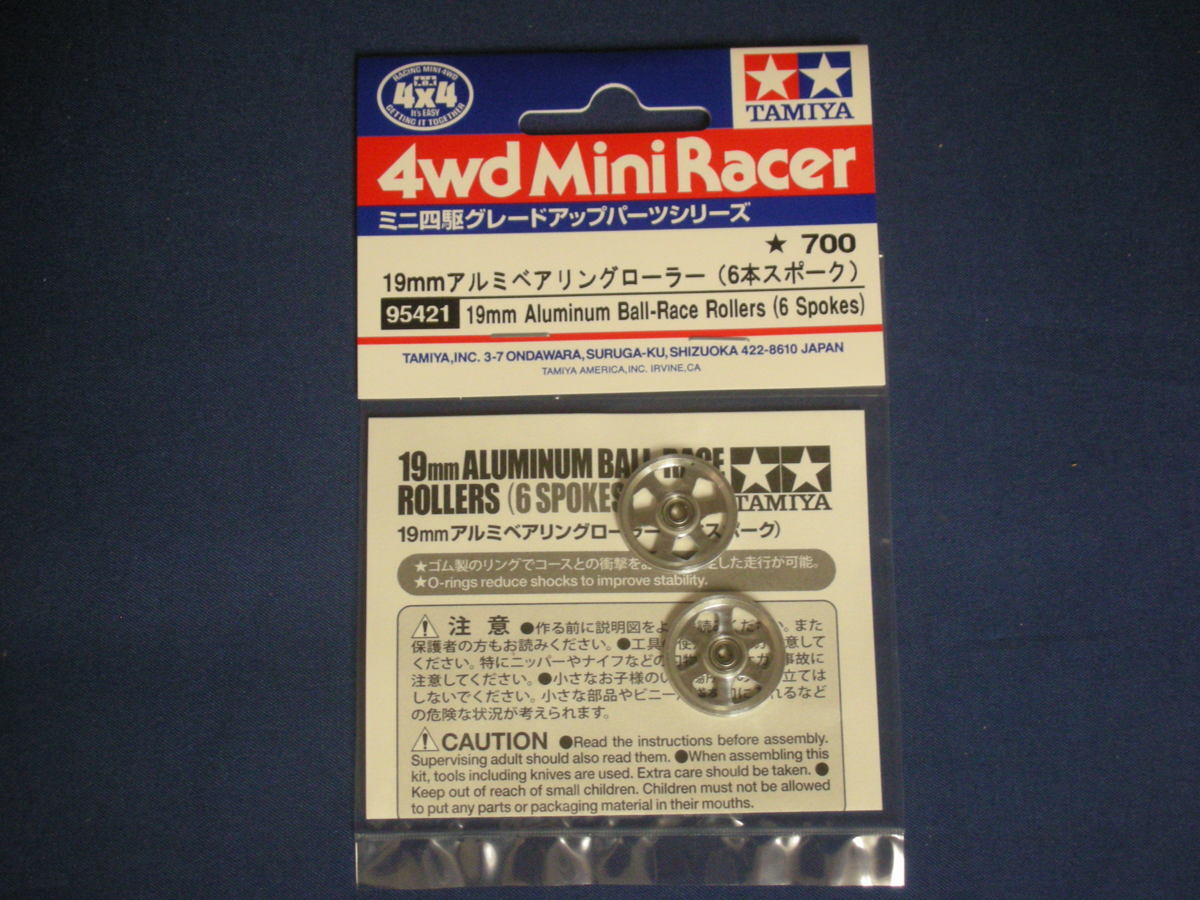 RACING MINI 4WD
4x4
It's EASY
GETTING IT TOGETHER
TAMIYA
4wd Mini Racer
ミニ四駆グレードアップパーツシリーズ
★ 700
19mmアルミベアリングローラー(6本スポーク)
95421 19mm Aluminum Ball-Race Rollers (6 Spokes)
TAMIYA,INC. 3-7 ONDAWARA,SURUGA-KU,SHIZUOKA 422-8610 JAPAN
TAMIYA AMERICA,INC. IRVINE,CA
19mm ALUMINUM BALL-RACE
ROLLERS (6 SPOKES
TAMIYA
19mmアルミベアリングローラー スポーク)
★ゴム製のリングでコースとの衝撃を した走行が可能。
★O-rings reduce shocks to improve stability.
注意 ●作る前に説明図をよ ください。また
保護者の方もお読みください。●工具 意して
ください。特にニッパーやナイフなどの 事故に
注意してください。●小さなお子様のい 立ては
しないでください。小さな部品やビニー れるなど
の危険な状況が考えられます。
CAUTION ●Read the instructions before assembly.
Supervising adult should also read them. ●When assembling this
kit, tools including knives are used. Extra care should be taken. ●
Keep out of reach of small children. Children must not be allowed
to put any parts or packaging material in their mouths.